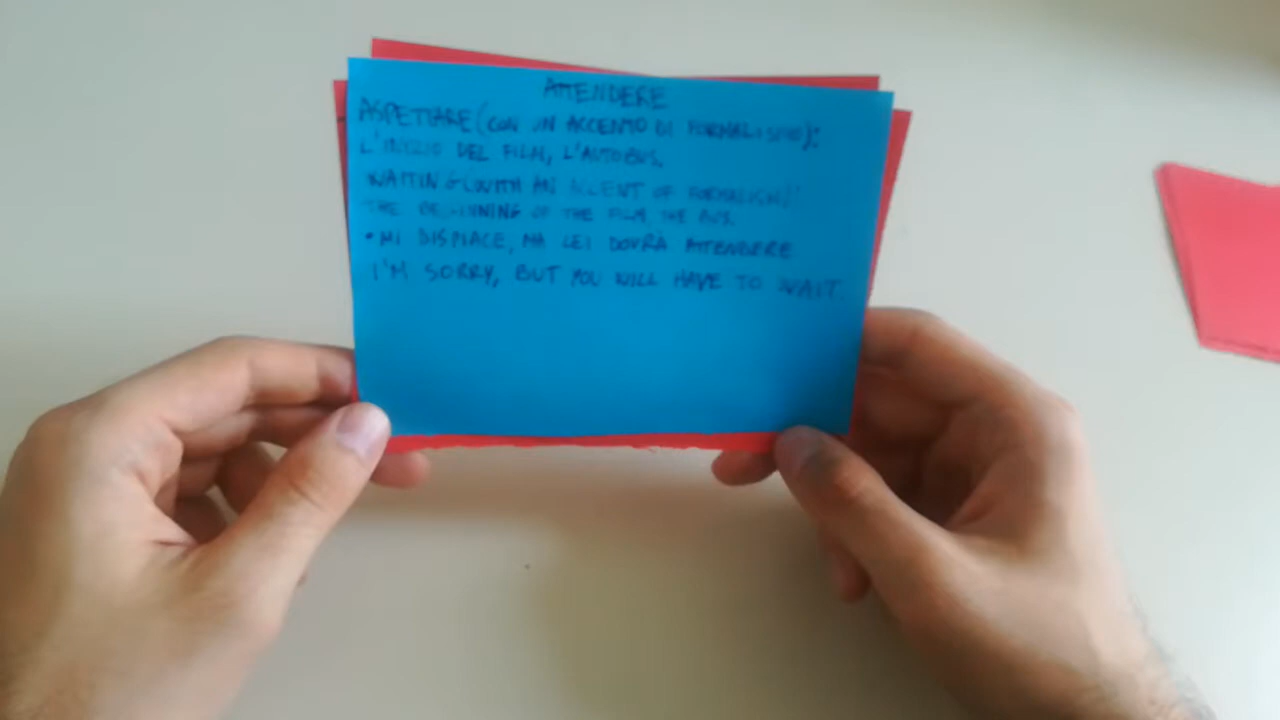 ATTENDERE
ASPETTARE (CON UN ACCENTO DI FORMALISMO):
L'INIZIO DEL FILM, L'AUTOBUS.
WAITING (WITH AN ACCENT OF FORMALISM):
THE BEGINNING OF THE FILM, THE BUS.
•MI DISPIACE, MA LEI DOVRÀ ATTENDERE
I'M SORRY, BUT YOU WILL HAVE TO WAIT